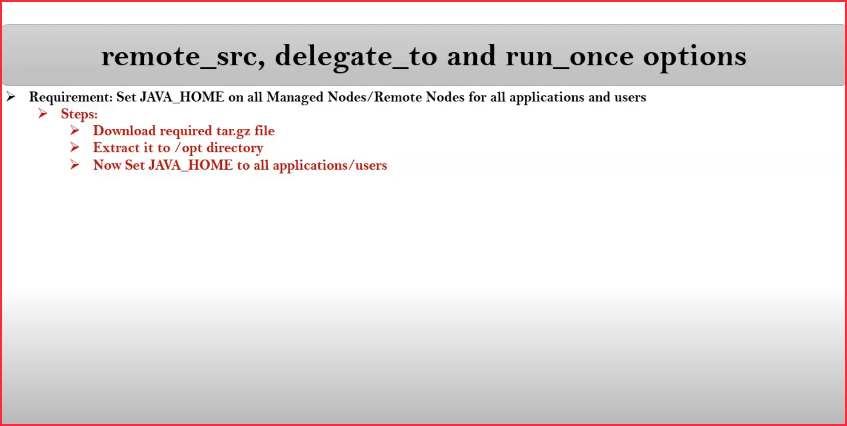 remote_src, delegate_to and run_once options
Requirement: Set JAVA_HOME on all Managed Nodes/Remote Nodes for all applications and users
Steps:
Download required tar.gz file
Extract it to /opt directory
Now Set JAVA_HOME to all applications/users